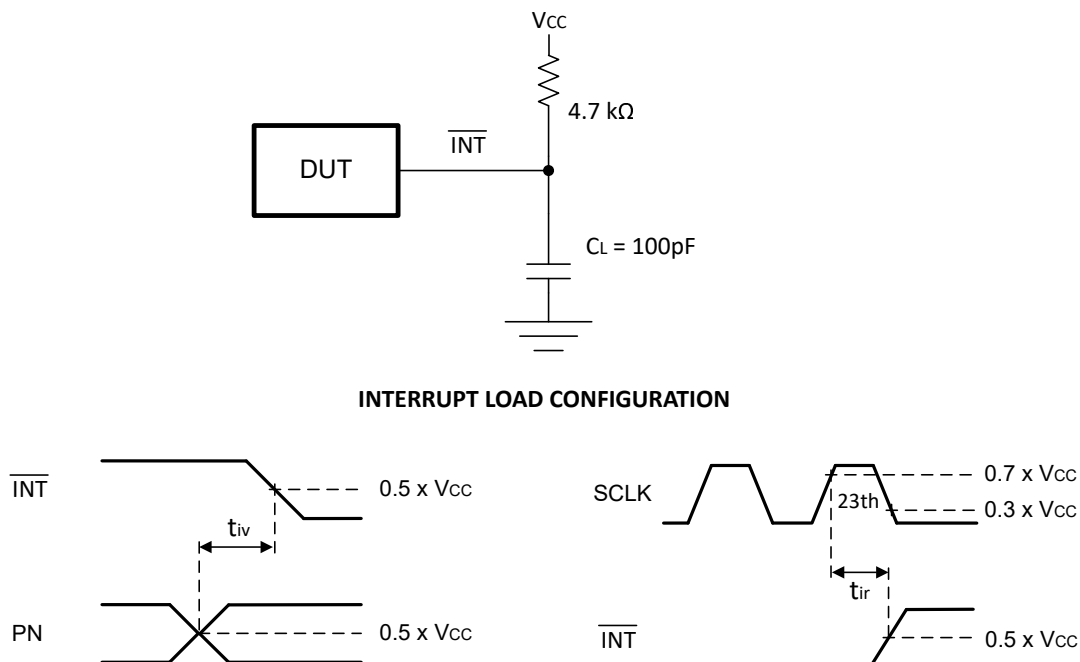 VCC
4.7 kΩ
INT
DUT
CL = 100pF
INTERRUPT LOAD CONFIGURATION
INT
0.5 x VCC
tiv
PN
0.5 x VCC
SCLK
0.7 x VCC
23th
0.3 x VCC
tir
INT
0.5 x VCC